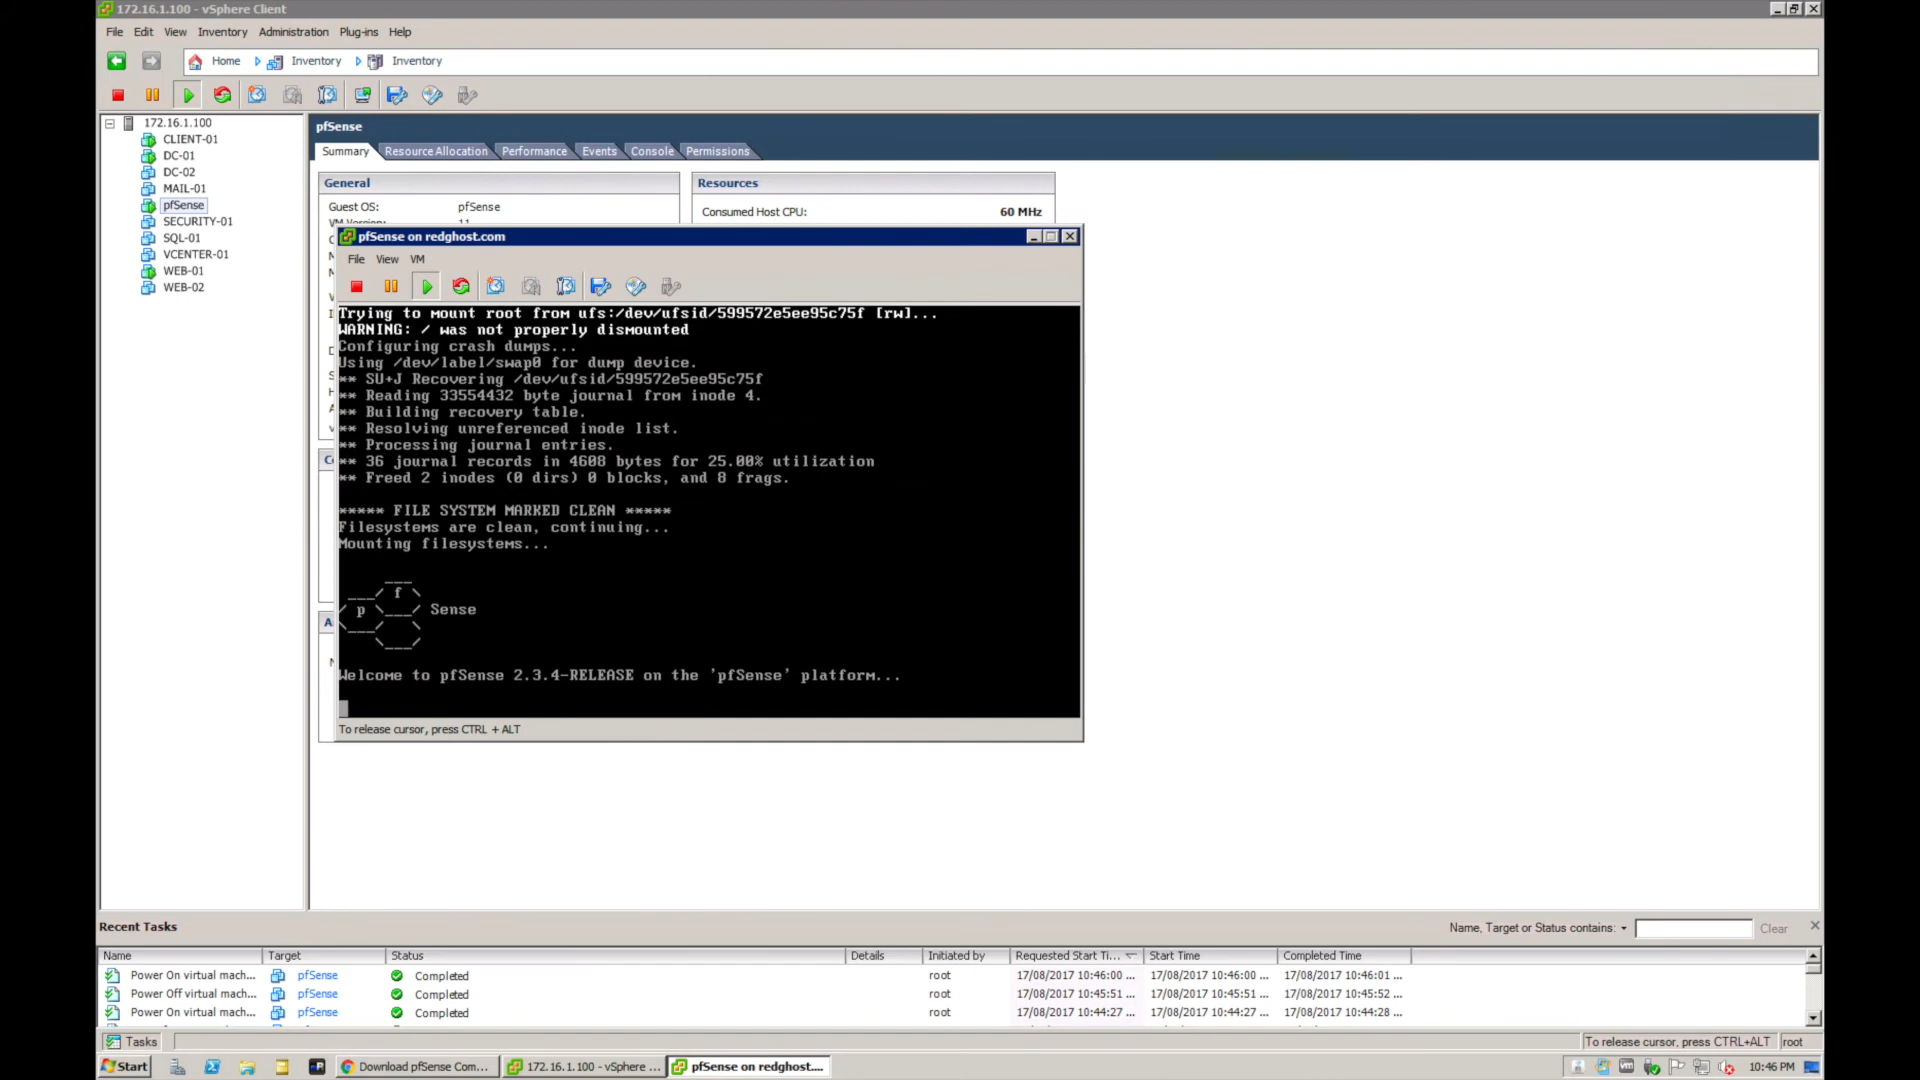 172.16.1.100 - vSphere Client
File Edit View Inventory Administration Plug-ins Help
Home Inventory Inventory
172.16.1.100
CLIENT-01
DC-01
DC-02
MAIL-01
pfSense
SECURITY-01
SQL-01
VCENTER-01
WEB-01
WEB-02
pfSense
Summary Resource Allocation Performance Events Console Permissions
General
Guest OS: pfSense
VM Version: 11
Resources
Consumed Host CPU: 60 MHz
pfSense on redghost.com
File View VM
Trying to mount root from ufs:/dev/ufsid/599572e5ee95c75f [rw]...
WARNING: / was not properly dismounted
Configuring crash dumps...
Using /dev/label/swap0 for dump device.
** SU+J Recovering /dev/ufsid/599572e5ee95c75f
** Reading 33554432 byte journal from inode 4.
** Building recovery table.
** Resolving unreferenced inode list.
** Processing journal entries.
** 36 journal records in 4608 bytes for 25.00% utilization
** Freed 2 inodes (0 dirs) 0 blocks, and 8 frags.
***** FILE SYSTEM MARKED CLEAN *****
Filesystems are clean, continuing...
Mounting filesystems...
f
p Sense
Welcome to pfSense 2.3.4-RELEASE on the 'pfSense' platform...
To release cursor, press CTRL + ALT
Recent Tasks
Name, Target or Status contains: Clear
Name Target Status Details Initiated by Requested Start Ti... Start Time Completed Time
Power On virtual mach... pfSense Completed root 17/08/2017 10:46:00 ... 17/08/2017 10:46:00 ... 17/08/2017 10:46:01 ...
Power Off virtual mach... pfSense Completed root 17/08/2017 10:45:51 ... 17/08/2017 10:45:51 ... 17/08/2017 10:45:52 ...
Power On virtual mach... pfSense Completed root 17/08/2017 10:44:27 ... 17/08/2017 10:44:27 ... 17/08/2017 10:44:28 ...
Tasks To release cursor, press CTRL+ALT root
Start Download pfSense Com... 172.16.1.100 - vSphere ... pfSense on redghost.... 10:46 PM